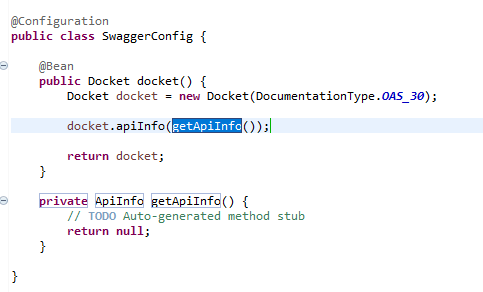 @Configuration
public class SwaggerConfig {
@Bean
public Docket docket() {
Docket docket = new Docket(DocumentationType.OAS_30);
docket.apiInfo(getApiInfo());
return docket;
}
private ApiInfo getApiInfo() {
// TODO Auto-generated method stub
return null;
}
}